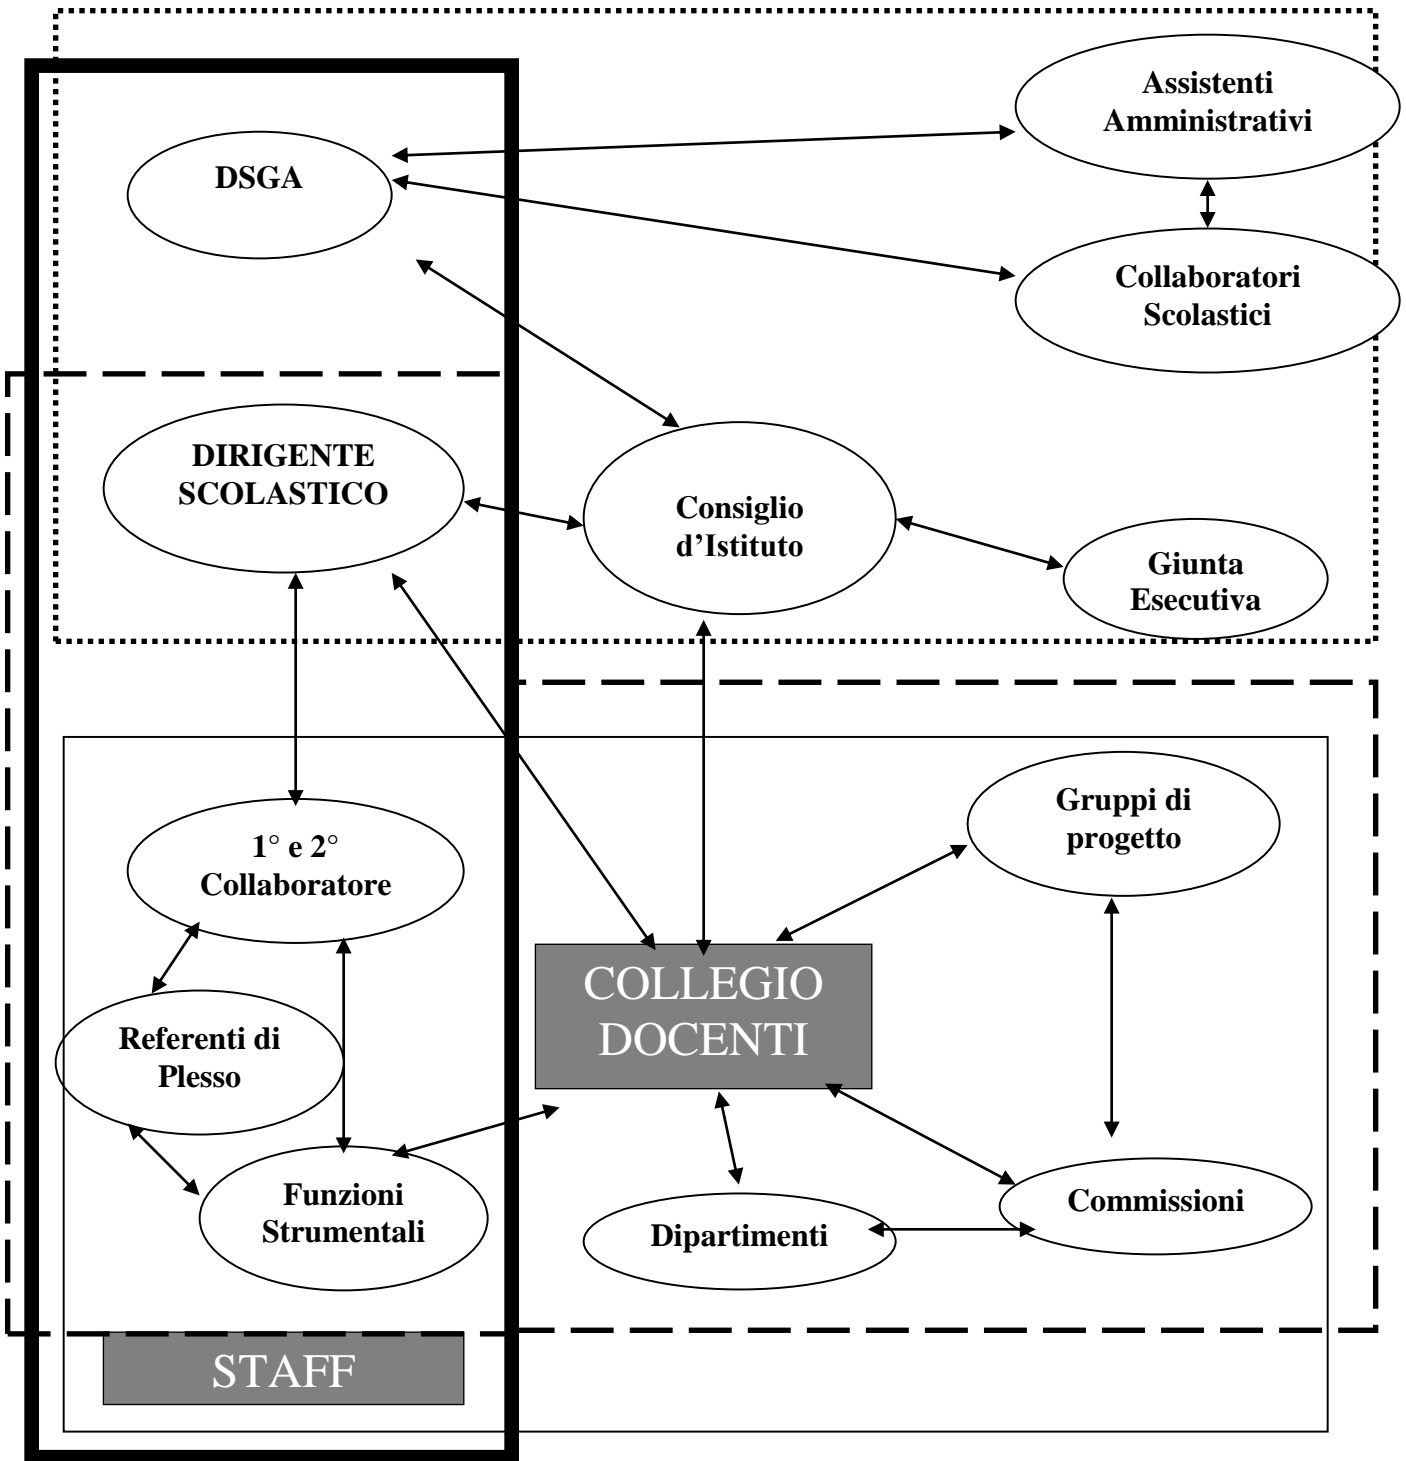 Assistenti
Amministrativi
DSGA
Collaboratori
Scolastici
DIRIGENTE
SCOLASTICO
Consiglio
d’Istituto
Giunta
Esecutiva
1° e 2°
Collaboratore
Gruppi di
progetto
COLLEGIO
DOCENTI
Referenti di
Plesso
Funzioni
Strumentali
Dipartimenti
Commissioni
STAFF